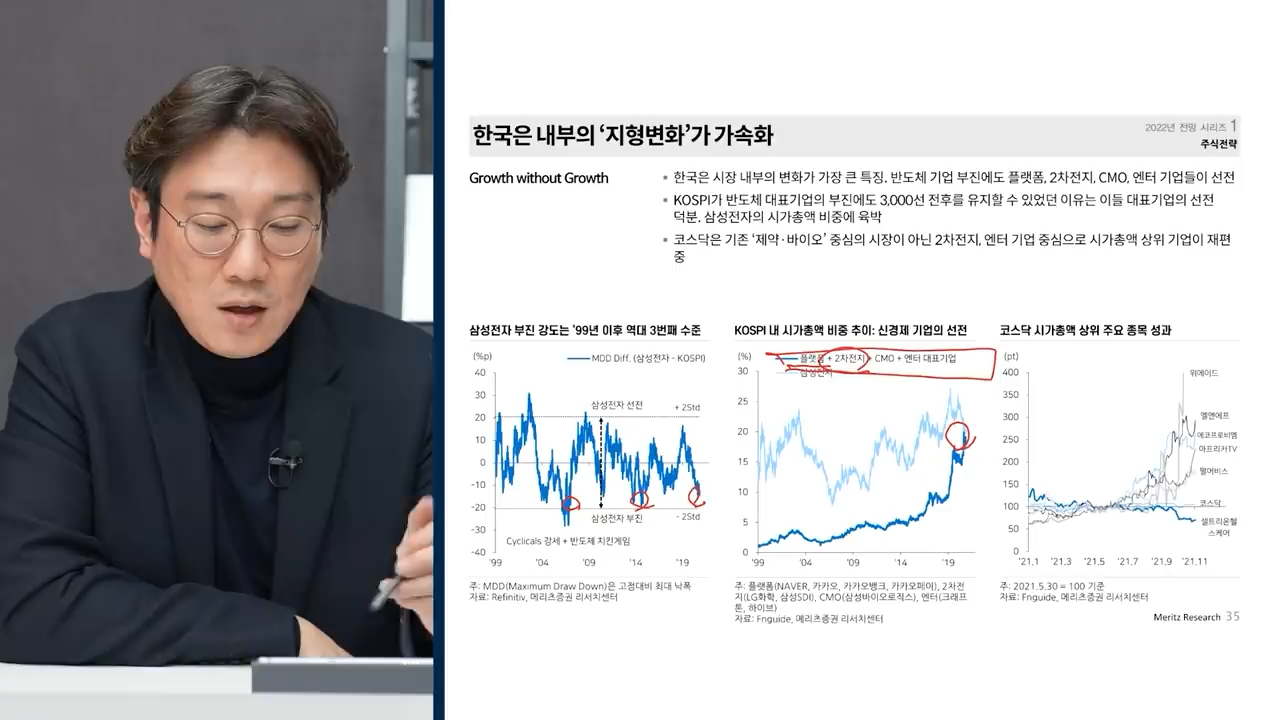 한국은 내부의 ‘지형변화’가 가속화
2022년 전망 시리즈 1
주식전략
Growth without Growth
▪ 한국은 시장 내부의 변화가 가장 큰 특징. 반도체 기업 부진에도 플랫폼, 2차전지, CMO, 엔터 기업들이 선전
▪ KOSPI가 반도체 대표기업의 부진에도 3,000선 전후를 유지할 수 있었던 이유는 이들 대표기업의 선전
덕분. 삼성전자의 시가총액 비중에 육박
▪ 코스닥은 기존 ‘제약·바이오’ 중심의 시장이 아닌 2차전지, 엔터 기업 중심으로 시가총액 상위 기업이 재편
중
삼성전자 부진 강도는 ’99년 이후 역대 3번째 수준
(%p)
MDD Diff. (삼성전자 - KOSPI)
40
30
20
10
0
-10
-20
-30
-40
삼성전자 선전
+ 2Std
삼성전자 부진
- 2Std
Cyclicals 강세 + 반도체 치킨게임
'99 '04 '09 '14 '19
주: MDD(Maximum Draw Down)은 고점대비 최대 낙폭
자료: Refinitiv, 메리츠증권 리서치센터
KOSPI 내 시가총액 비중 추이: 신경제 기업의 선전
(%)
플랫폼 + 2차전지 + CMO + 엔터 대표기업
삼성전자
30
25
20
15
10
5
0
'99 '04 '09 '14 '19
주: 플랫폼(NAVER, 카카오, 카카오뱅크, 카카오페이), 2차전
지(LG화학, 삼성SDI), CMO(삼성바이오로직스), 엔터(크래프
톤, 하이브)
자료: Fnguide, 메리츠증권 리서치센터
코스닥 시가총액 상위 주요 종목 성과
(pt)
400
350
300
250
200
150
100
50
0
위메이드
엘앤에프
에코프로비엠
아프리카TV
펄어비스
코스닥
셀트리온헬
스케어
'21.1 '21.3 '21.5 '21.7 '21.9 '21.11
주: 2021.5.30 = 100 기준
자료: Fnguide, 메리츠증권 리서치센터
Meritz Research 35